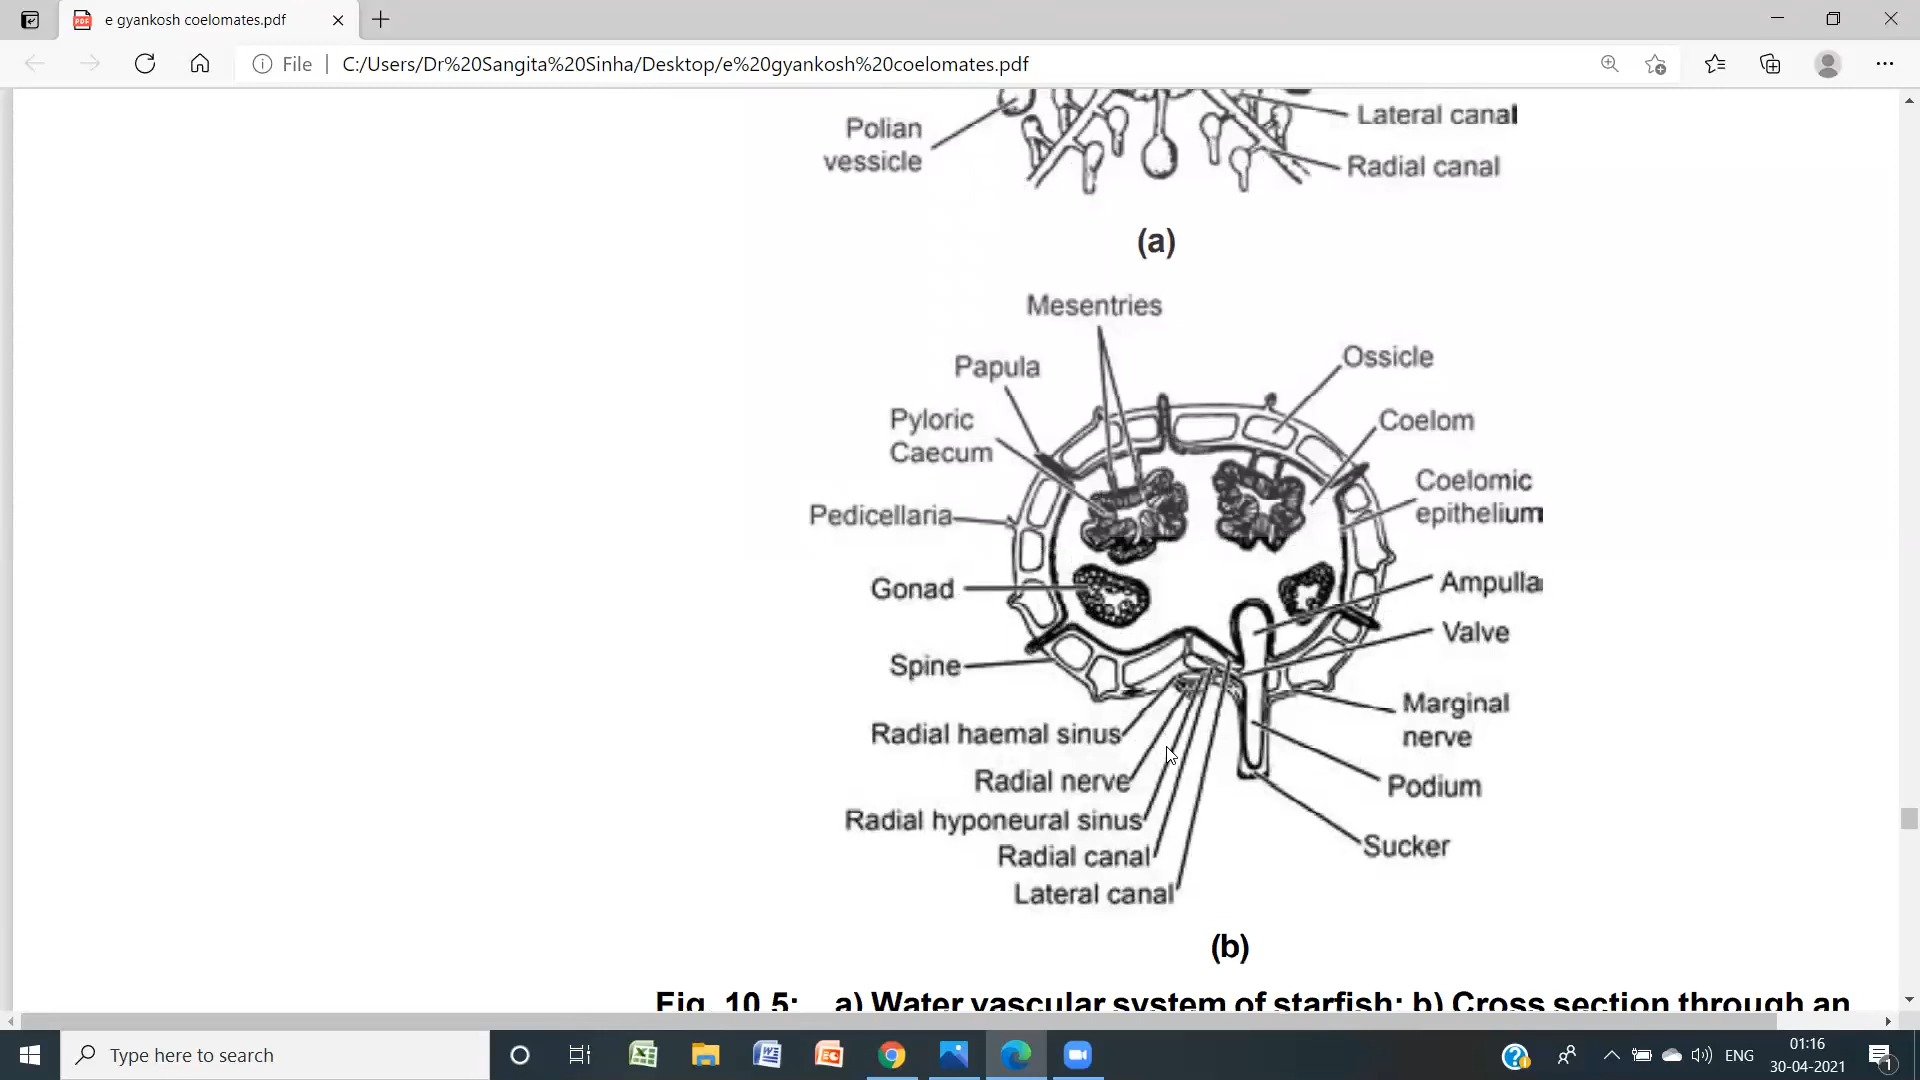 e gyankosh coelomates.pdf
File
C:/Users/Dr%20Sangita%20Sinha/Desktop/e%20gyankosh%20coelomates.pdf
Polian
vessicle
Lateral canal
Radial canal
(a)
Mesentries
Papula
Pyloric
Caecum
Pedicellaria
Gonad
Spine
Radial haemal sinus
Radial nerve
Radial hyponeural sinus
Radial canal
Lateral canal
Ossicle
Coelom
Coelomic
epithelium
Ampulla
Valve
Marginal
nerve
Podium
Sucker
(b)
Fig. 10.5: a) Water vascular system of starfish; b) Cross section through an
Type here to search
ENG
01:16
30-04-2021
1